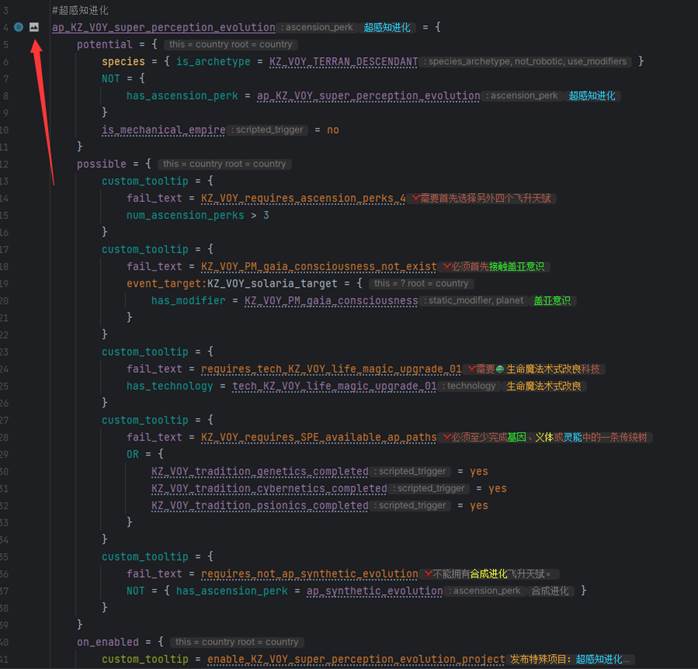 3 #超感知进化
4 ap_KZ_VOY_super_perception_evolution : ascension_perk 超感知进化 = {
5 potential = { this = country root = country
6 species = { is_archetype = KZ_VOY_TERRAN_DESCENDANT : species_archetype, not_robotic, use_modifiers }
7 NOT = {
8 has_ascension_perk = ap_KZ_VOY_super_perception_evolution : ascension_perk 超感知进化
9 }
10 is_mechanical_empire : scripted_trigger = no
11 }
12 possible = { this = country root = country
13 custom_tooltip = {
14 fail_text = KZ_VOY_requires_ascension_perks_4 需要首先选择另外四个飞升天赋
15 num_ascension_perks > 3
16 }
17 custom_tooltip = {
18 fail_text = KZ_VOY_PM_gaia_consciousness_not_exist 必须首先接触盖亚意识
19 event_target:KZ_VOY_solaria_target = { this = ? root = country
20 has_modifier = KZ_VOY_PM_gaia_consciousness : static_modifier, planet 盖亚意识
21 }
22 }
23 custom_tooltip = {
24 fail_text = requires_tech_KZ_VOY_life_magic_upgrade_01 需要 生命魔法术式改良科技
25 has_technology = tech_KZ_VOY_life_magic_upgrade_01 : technology 生命魔法术式改良
26 }
27 custom_tooltip = {
28 fail_text = KZ_VOY_requires_SPE_available_ap_paths 必须至少完成基因、义体或灵能中的一条传统树
29 OR = {
30 KZ_VOY_tradition_genetics_completed : scripted_trigger = yes
31 KZ_VOY_tradition_cybernetics_completed : scripted_trigger = yes
32 KZ_VOY_tradition_psionics_completed : scripted_trigger = yes
33 }
34 }
35 custom_tooltip = {
36 fail_text = requires_not_ap_synthetic_evolution 不能拥有合成进化飞升天赋。
37 NOT = { has_ascension_perk = ap_synthetic_evolution : ascension_perk 合成进化 }
38 }
39 }
40 on_enabled = { this = country root = country
41 custom_tooltip = enable_KZ_VOY_super_perception_evolution_project 发布特殊项目：超感知进化